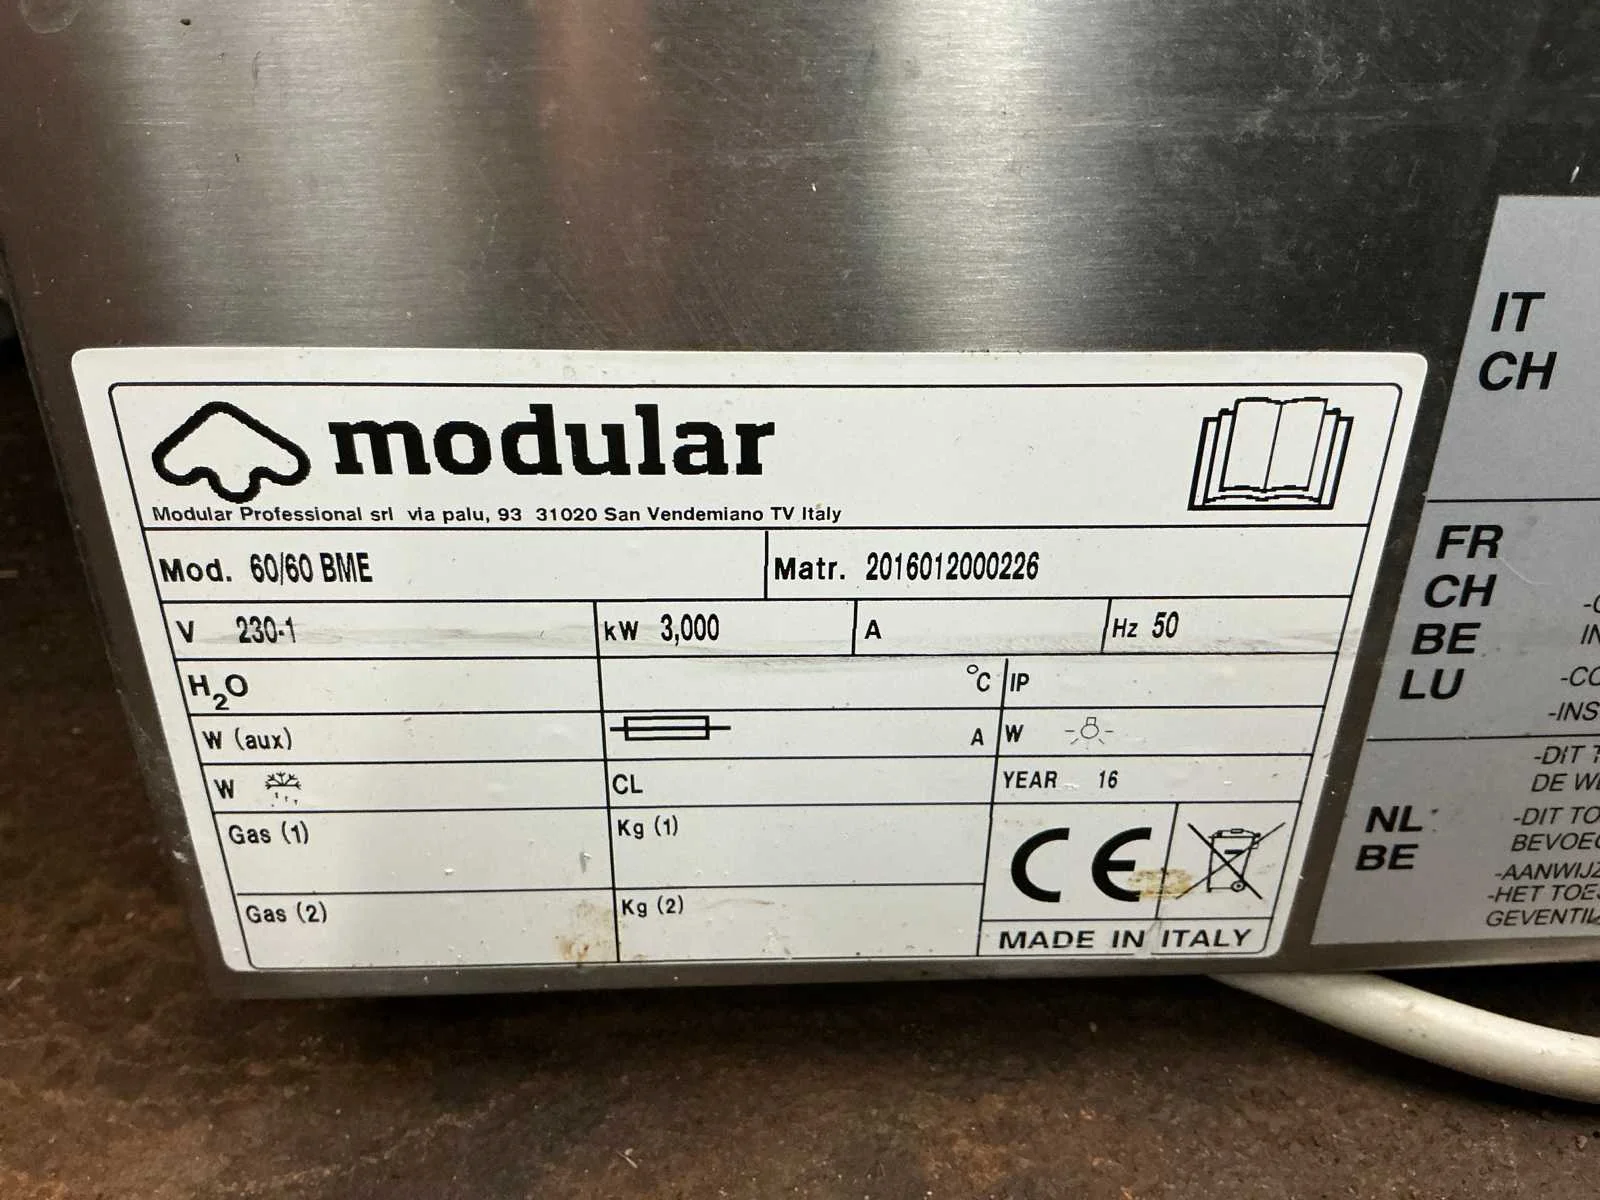 modular
Modular Professional srl via palu, 93 31020 San Vendemiano TV Italy
Mod. 60/60 BME Matr. 2016012000226
V 230-1 kW 3,000 A Hz 50
H2O °C IP
W (aux) A W
W CL YEAR 16
Gas (1) Kg (1)
Gas (2) Kg (2)
CE
MADE IN ITALY
IT
CH
FR
CH
BE
LU
-INS
-DIT
DE
NL
BE
-DIT TO
BEVOEG
-AANWIJZ
-HET TOES
GEVENTIL